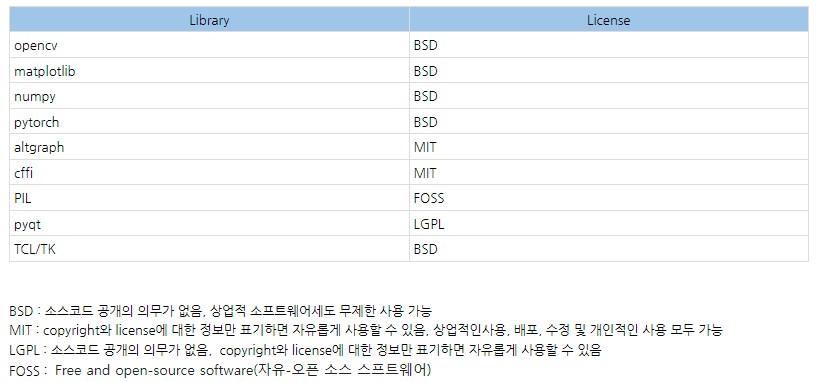 Library License
opencv BSD
matplotlib BSD
numpy BSD
pytorch BSD
altgraph MIT
cffi MIT
PIL FOSS
pyqt LGPL
TCL/TK BSD
BSD : 소스코드 공개의 의무가 없음, 상업적 소프트웨어세도 무제한 사용 가능
MIT : copyright와 license에 대한 정보만 표기하면 자유롭게 사용할 수 있음, 상업적인사용, 배포, 수정 및 개인적인 사용 모두 가능
LGPL : 소스코드 공개의 의무가 없음, copyright와 license에 대한 정보만 표기하면 자유롭게 사용할 수 있음
FOSS : Free and open-source software(자유-오픈 소스 스프트웨어)